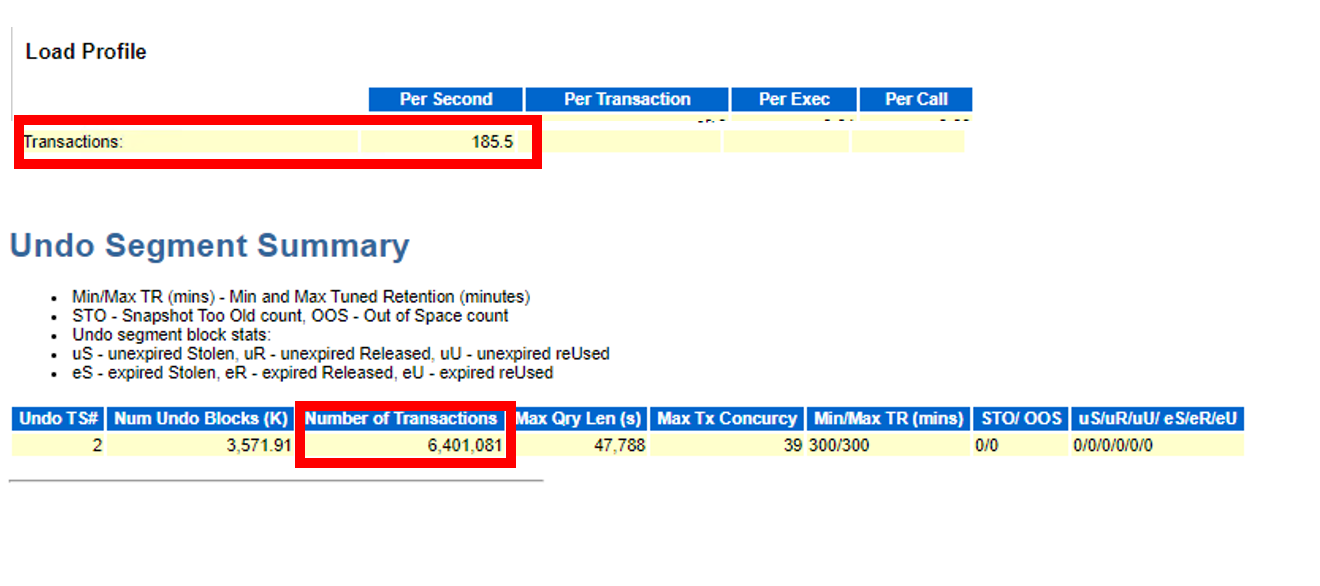 Load Profile
Per Second Per Transaction Per Exec Per Call
Transactions: 185.5
Undo Segment Summary
• Min/Max TR (mins) - Min and Max Tuned Retention (minutes)
• STO - Snapshot Too Old count, OOS - Out of Space count
• Undo segment block stats:
• uS - unexpired Stolen, uR - unexpired Released, uU - unexpired reUsed
• eS - expired Stolen, eR - expired Released, eU - expired reUsed
Undo TS# Num Undo Blocks (K) Number of Transactions Max Qry Len (s) Max Tx Concurcy Min/Max TR (mins) STO/ OOS uS/uR/uU/ eS/eR/eU
2 3,571.91 6,401,081 47,788 39 300/300 0/0 0/0/0/0/0/0